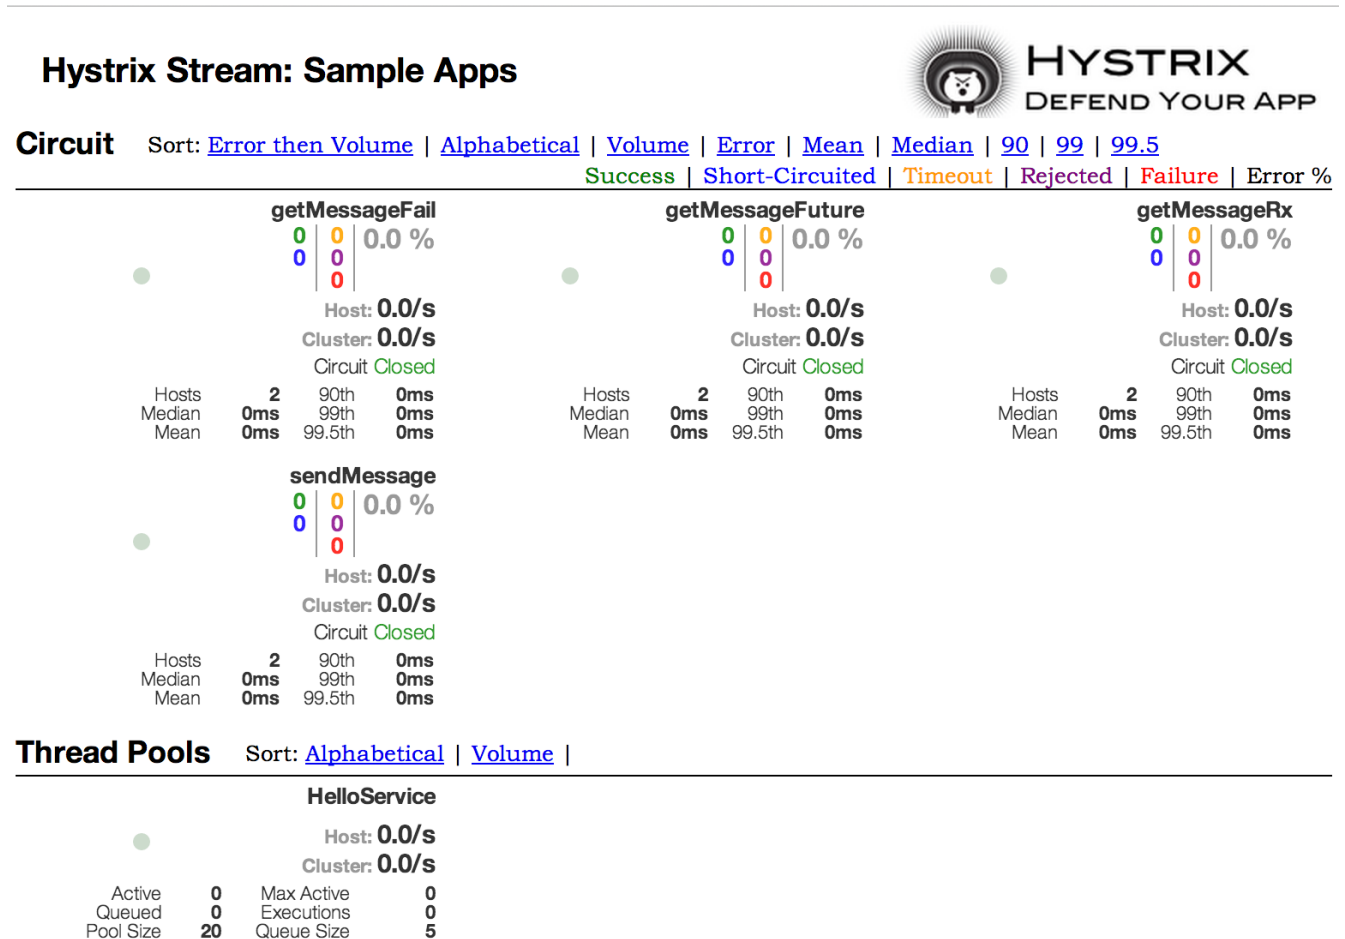 Hystrix Stream: Sample Apps
HYSTRIX
DEFEND YOUR APP
Circuit Sort: Error then Volume | Alphabetical | Volume | Error | Mean | Median | 90 | 99 | 99.5
Success | Short-Circuited | Timeout | Rejected | Failure | Error %
getMessageFail
0 0 0.0 %
0 0
0
Host: 0.0/s
Cluster: 0.0/s
Circuit Closed
Hosts 2 90th 0ms
Median 0ms 99th 0ms
Mean 0ms 99.5th 0ms
getMessageFuture
0 0 0.0 %
0 0
0
Host: 0.0/s
Cluster: 0.0/s
Circuit Closed
Hosts 2 90th 0ms
Median 0ms 99th 0ms
Mean 0ms 99.5th 0ms
getMessageRx
0 0 0.0 %
0 0
0
Host: 0.0/s
Cluster: 0.0/s
Circuit Closed
Hosts 2 90th 0ms
Median 0ms 99th 0ms
Mean 0ms 99.5th 0ms
sendMessage
0 0 0.0 %
0 0
0
Host: 0.0/s
Cluster: 0.0/s
Circuit Closed
Hosts 2 90th 0ms
Median 0ms 99th 0ms
Mean 0ms 99.5th 0ms
Thread Pools Sort: Alphabetical | Volume |
HelloService
Host: 0.0/s
Cluster: 0.0/s
Active 0 Max Active 0
Queued 0 Executions 0
Pool Size 20 Queue Size 5